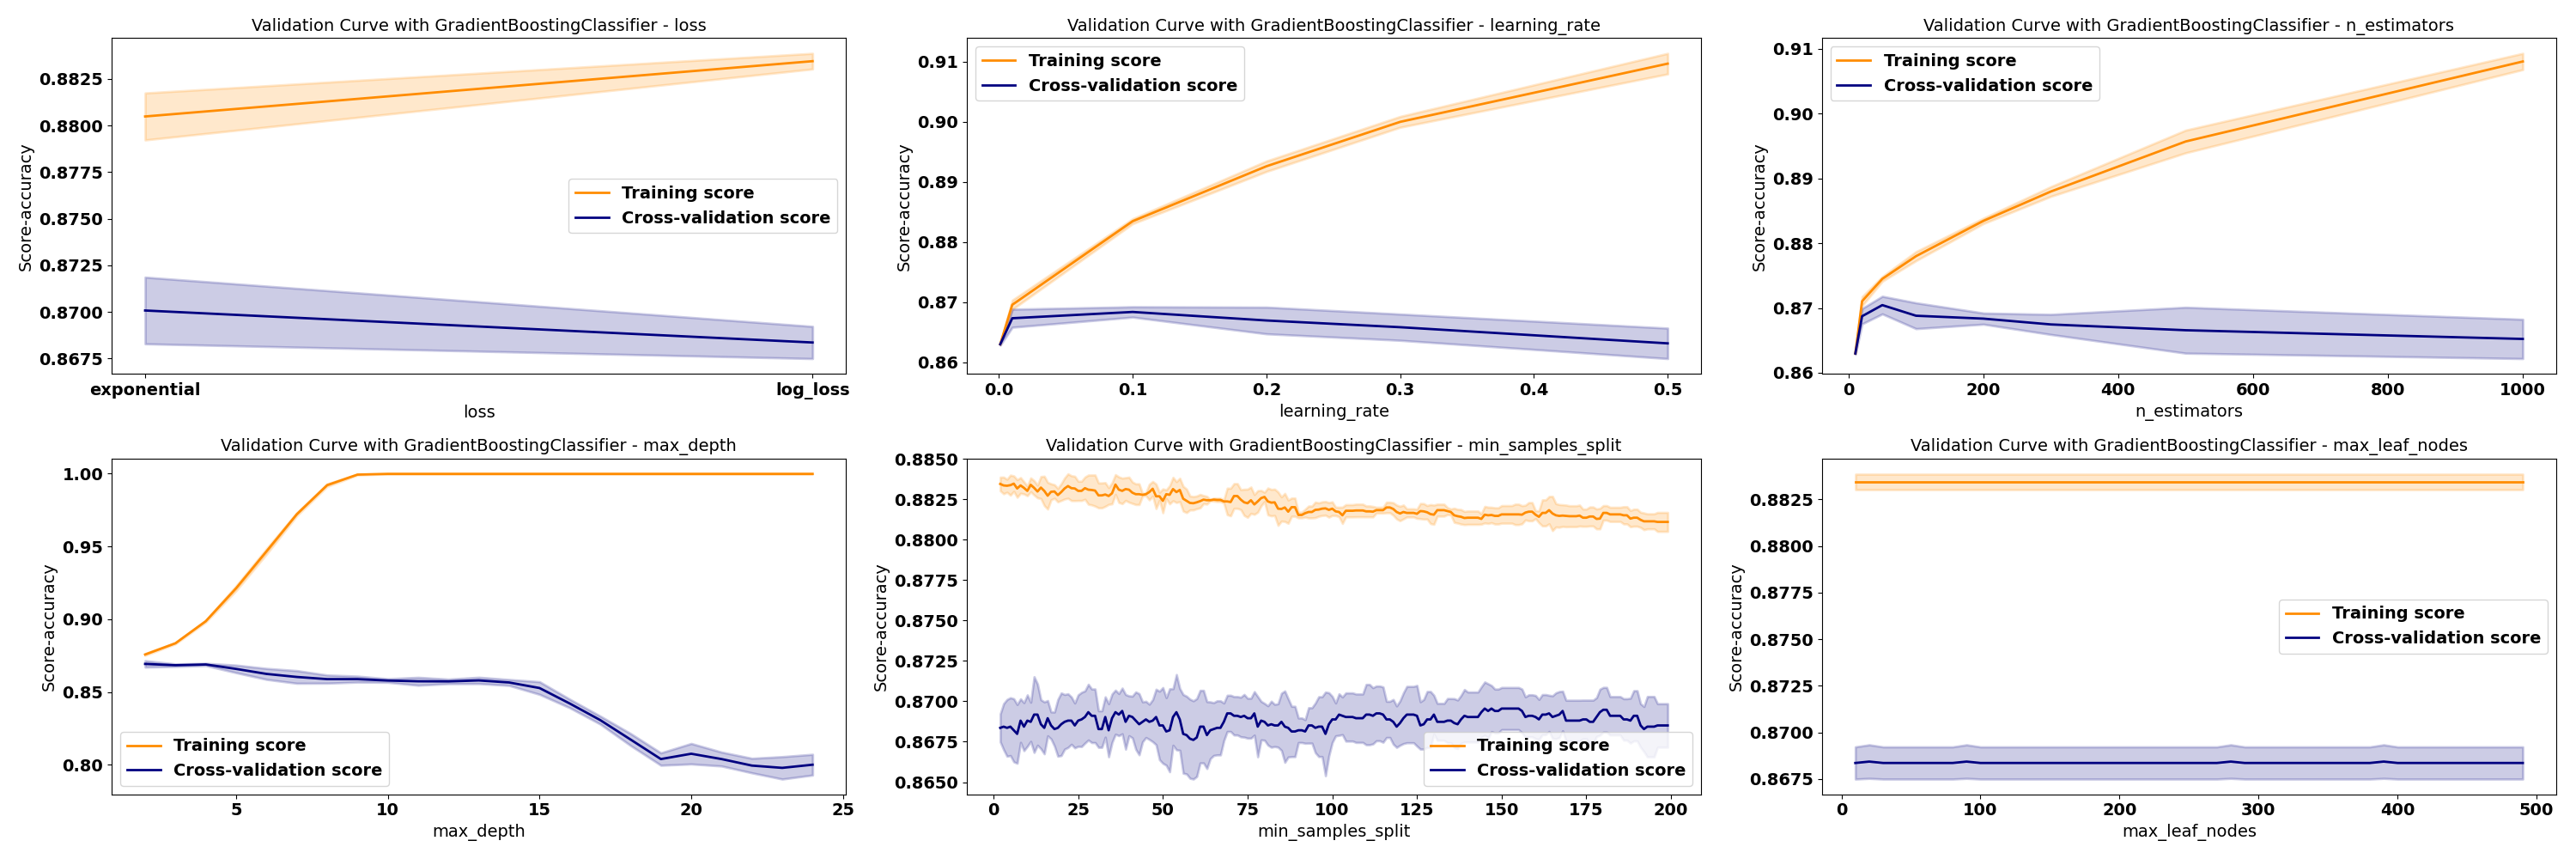 Validation Curve with GradientBoostingClassifier - loss
Score-accuracy
0.8825
0.8800
0.8775
0.8750
0.8725
0.8700
0.8675
Training score
Cross-validation score
exponential
log_loss
loss
Validation Curve with GradientBoostingClassifier - learning_rate
Score-accuracy
0.91
0.90
0.89
0.88
0.87
0.86
Training score
Cross-validation score
0.0 0.1 0.2 0.3 0.4 0.5
learning_rate
Validation Curve with GradientBoostingClassifier - n_estimators
Score-accuracy
0.91
0.90
0.89
0.88
0.87
0.86
Training score
Cross-validation score
0 200 400 600 800 1000
n_estimators
Validation Curve with GradientBoostingClassifier - max_depth
Score-accuracy
1.00
0.95
0.90
0.85
0.80
Training score
Cross-validation score
5 10 15 20 25
max_depth
Validation Curve with GradientBoostingClassifier - min_samples_split
Score-accuracy
0.8850
0.8825
0.8800
0.8775
0.8750
0.8725
0.8700
0.8675
0.8650
Training score
Cross-validation score
0 25 50 75 100 125 150 175 200
min_samples_split
Validation Curve with GradientBoostingClassifier - max_leaf_nodes
Score-accuracy
0.8825
0.8800
0.8775
0.8750
0.8725
0.8700
0.8675
Training score
Cross-validation score
0 100 200 300 400 500
max_leaf_nodes